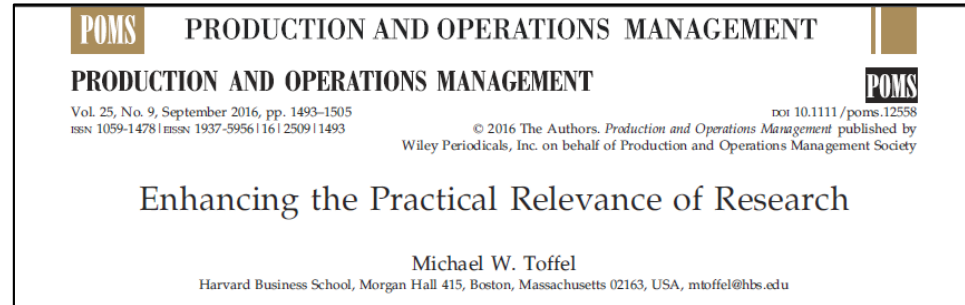 POMS PRODUCTION AND OPERATIONS MANAGEMENT
PRODUCTION AND OPERATIONS MANAGEMENT POMS
Vol. 25, No. 9, September 2016, pp. 1493–1505 DOI 10.1111/poms.12558
ISSN 1059-1478|EISSN 1937-5956|16|2509|1493 © 2016 The Authors. Production and Operations Management published by
Wiley Periodicals, Inc. on behalf of Production and Operations Management Society
Enhancing the Practical Relevance of Research
Michael W. Toffel
Harvard Business School, Morgan Hall 415, Boston, Massachusetts 02163, USA, mtoffel@hbs.edu